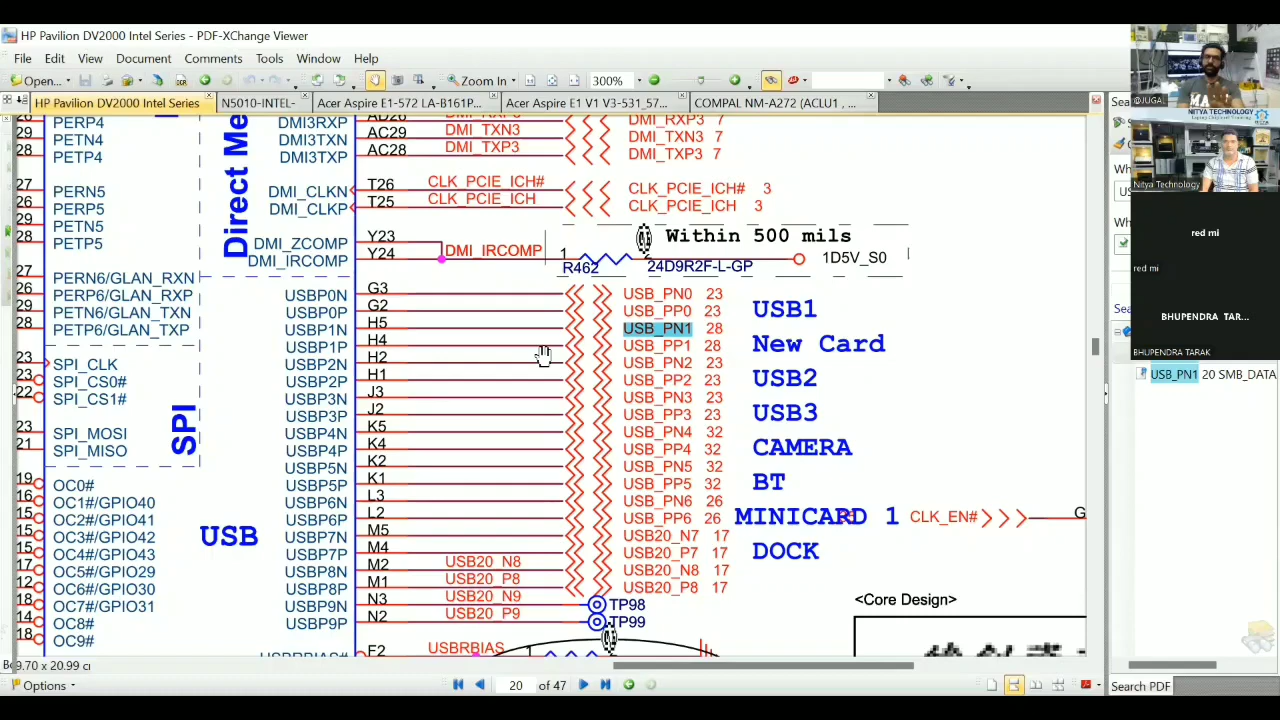 HP Pavilion DV2000 Intel Series - PDF-XChange Viewer
File Edit View Document Comments Tools Window Help
Open... Zoom In 300%
HP Pavilion DV2000 Intel Series N5010-INTEL- Acer Aspire E1-572 LA-B161P... Acer Aspire E1 V1 V3-531_57... COMPAL NM-A272 (ACLU1 , ...
@JUGA
NITYA TECHNOLOGY
Nitya Technology
red mi
red mi
BHUPENDRA TAR...
BHUPENDRA TARAK
USB_PN1 20 SMB_DATA
PERP4 DMI3RXP DMI_RXP3 7
29 PETN4 DMI3TXN AC29 DMI_TXN3 DMI_TXN3 7
28 PETP4 DMI3TXP AC28 DMI_TXP3 DMI_TXP3 7
Direct Me
27 PERN5 DMI_CLKN T26 CLK_PCIE_ICH# CLK_PCIE_ICH# 3
26 PERP5 DMI_CLKP T25 CLK_PCIE_ICH CLK_PCIE_ICH 3
29 PETN5
28 PETP5
Within 500 mils
DMI_ZCOMP Y23
DMI_IRCOMP Y24 DMI_IRCOMP 1 R462 24D9R2F-L-GP 1D5V_S0
27 PERN6/GLAN_RXN
26 PERP6/GLAN_RXP
29 PETN6/GLAN_TXN
28 PETP6/GLAN_TXP
USBP0N G3 USB_PN0 23
USBP0P G2 USB_PP0 23 USB1
USBP1N H5 USB_PN1 28
USBP1P H4 USB_PP1 28 New Card
USBP2N H2 USB_PN2 23
USBP2P H1 USB_PP2 23 USB2
USBP3N J3 USB_PN3 23
USBP3P J2 USB_PP3 23 USB3
USBP4N K5 USB_PN4 32
USBP4P K4 USB_PP4 32 CAMERA
USBP5N K2 USB_PN5 32
USBP5P K1 USB_PP5 32 BT
USBP6N L3 USB_PN6 26
USBP6P L2 USB_PP6 26 MINICARD 1
USBP7N M5 USB20_N7 17
USBP7P M4 USB20_P7 17 DOCK
USBP8N M2 USB20_N8 USB20_N8 17
USBP8P M1 USB20_P8 USB20_P8 17
USBP9N N3 USB20_N9 TP98
USBP9P N2 USB20_P9 TP99
F2 USBRBIAS 1
23 SPI_CLK
23 SPI_CS0#
22 SPI_CS1#
SPI
23 SPI_MOSI
21 SPI_MISO
19 OC0#
16 OC1#/GPIO40
15 OC2#/GPIO41
15 OC3#/GPIO42
15 OC4#/GPIO43
17 OC5#/GPIO29
12 OC6#/GPIO30
18 OC7#/GPIO31
14 OC8#
18 OC9#
USB
CLK_EN# G
<Core Design>
20 of 47
Options
Search PDF